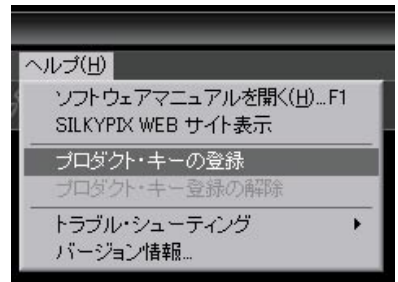 ヘルプ(H)
ソフトウェアマニュアルを開く(H)...F1
SILKYPIX WEB サイト表示
プロダクト・キーの登録
プロダクト・キー登録の解除
トラブル・シューティング
バージョン情報...